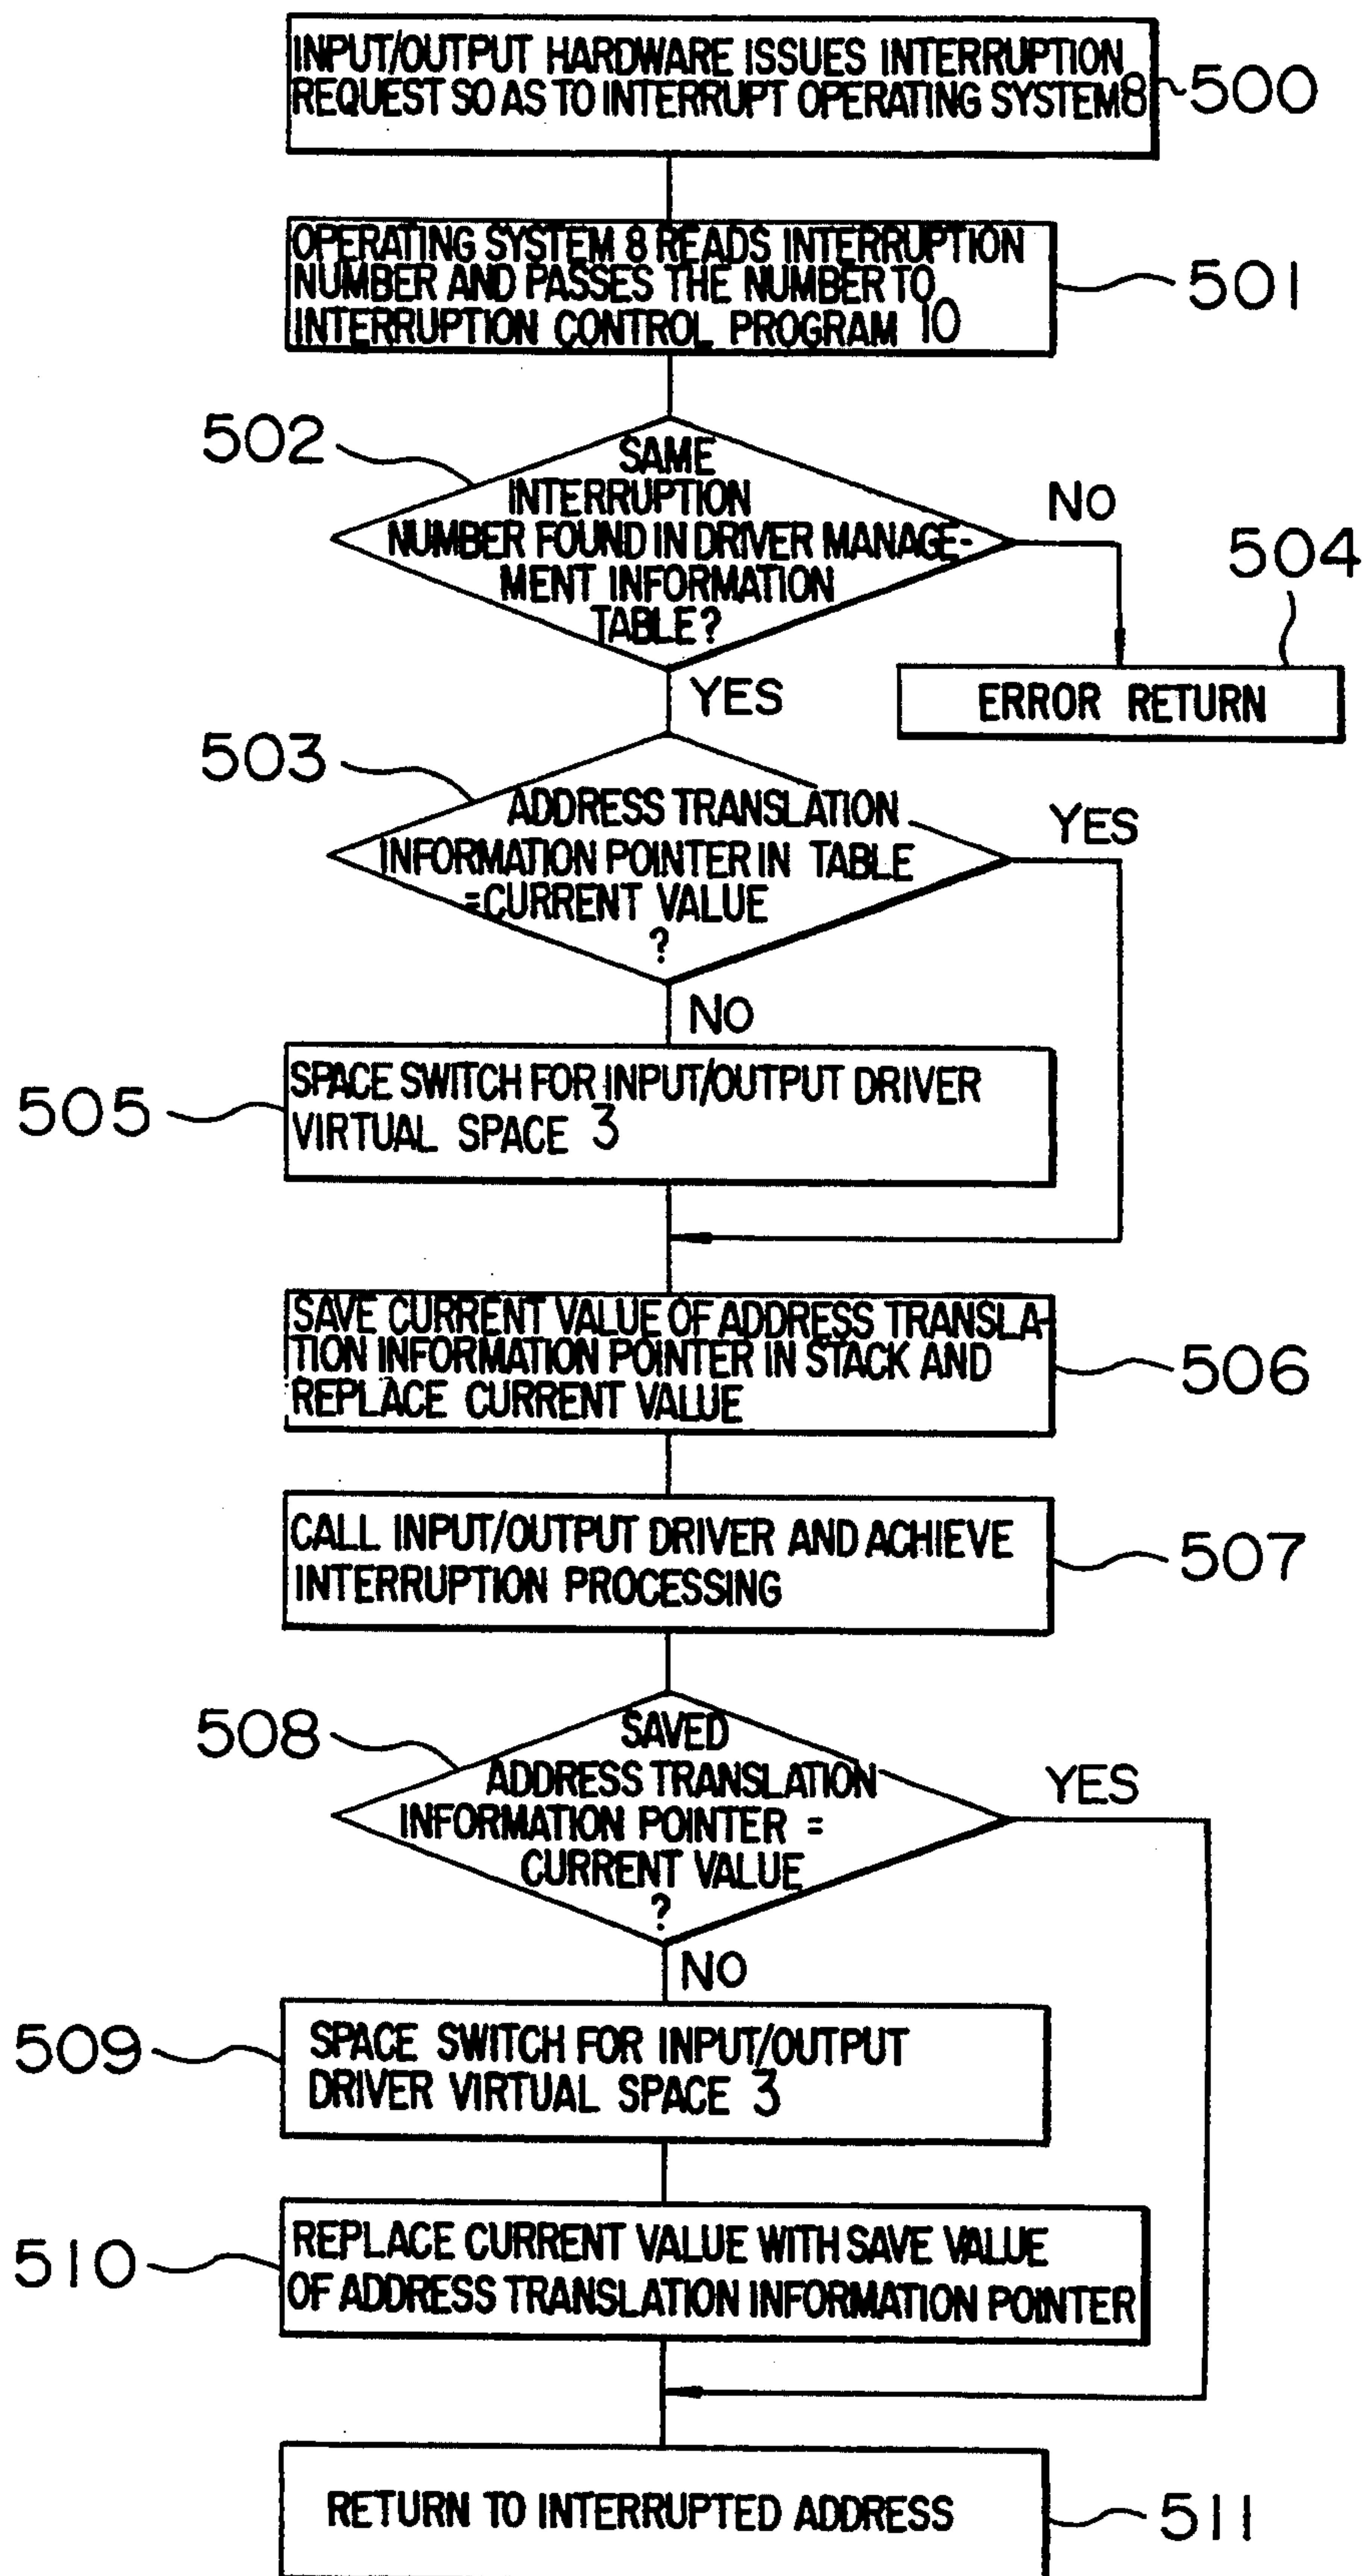 INPUT/OUTPUT HARDWARE ISSUES INTERRUPTION
REQUEST SO AS TO INTERRUPT OPERATING SYSTEM 8
500
OPERATING SYSTEM 8 READS INTERRUPTION
NUMBER AND PASSES THE NUMBER TO
INTERRUPTION CONTROL PROGRAM 10
501
502
SAME
INTERRUPTION
NUMBER FOUND IN DRIVER MANAGE-
MENT INFORMATION
TABLE?
NO
504
ERROR RETURN
YES
503
ADDRESS TRANSLATION
INFORMATION POINTER IN TABLE
=CURRENT VALUE
?
YES
NO
505
SPACE SWITCH FOR INPUT/OUTPUT DRIVER
VIRTUAL SPACE 3
SAVE CURRENT VALUE OF ADDRESS TRANSLA-
TION INFORMATION POINTER IN STACK AND
REPLACE CURRENT VALUE
506
CALL INPUT/OUTPUT DRIVER AND ACHIEVE
INTERRUPTION PROCESSING
507
508
SAVED
ADDRESS TRANSLATION
INFORMATION POINTER =
CURRENT VALUE
?
YES
NO
509
SPACE SWITCH FOR INPUT/OUTPUT
DRIVER VIRTUAL SPACE 3
510
REPLACE CURRENT VALUE WITH SAVE VALUE
OF ADDRESS TRANSLATION INFORMATION POINTER
RETURN TO INTERRUPTED ADDRESS
511